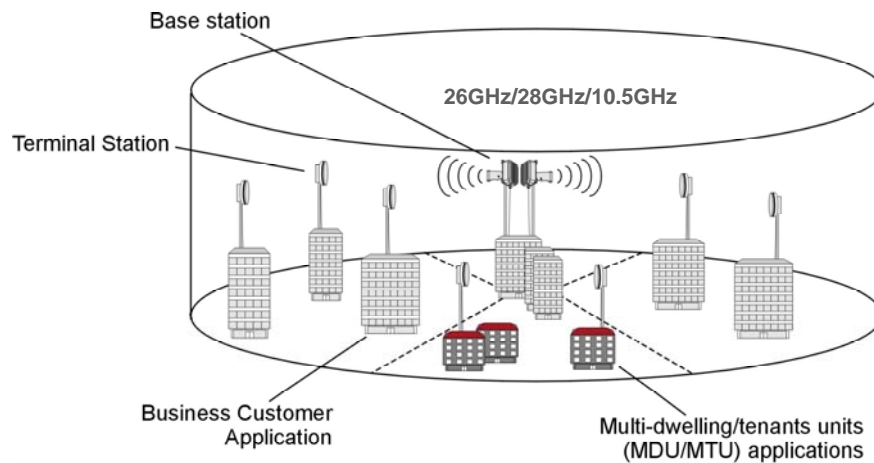 Base station
26GHz/28GHz/10.5GHz
Terminal Station
Business Customer
Application
Multi-dwelling/tenants units
(MDU/MTU) applications